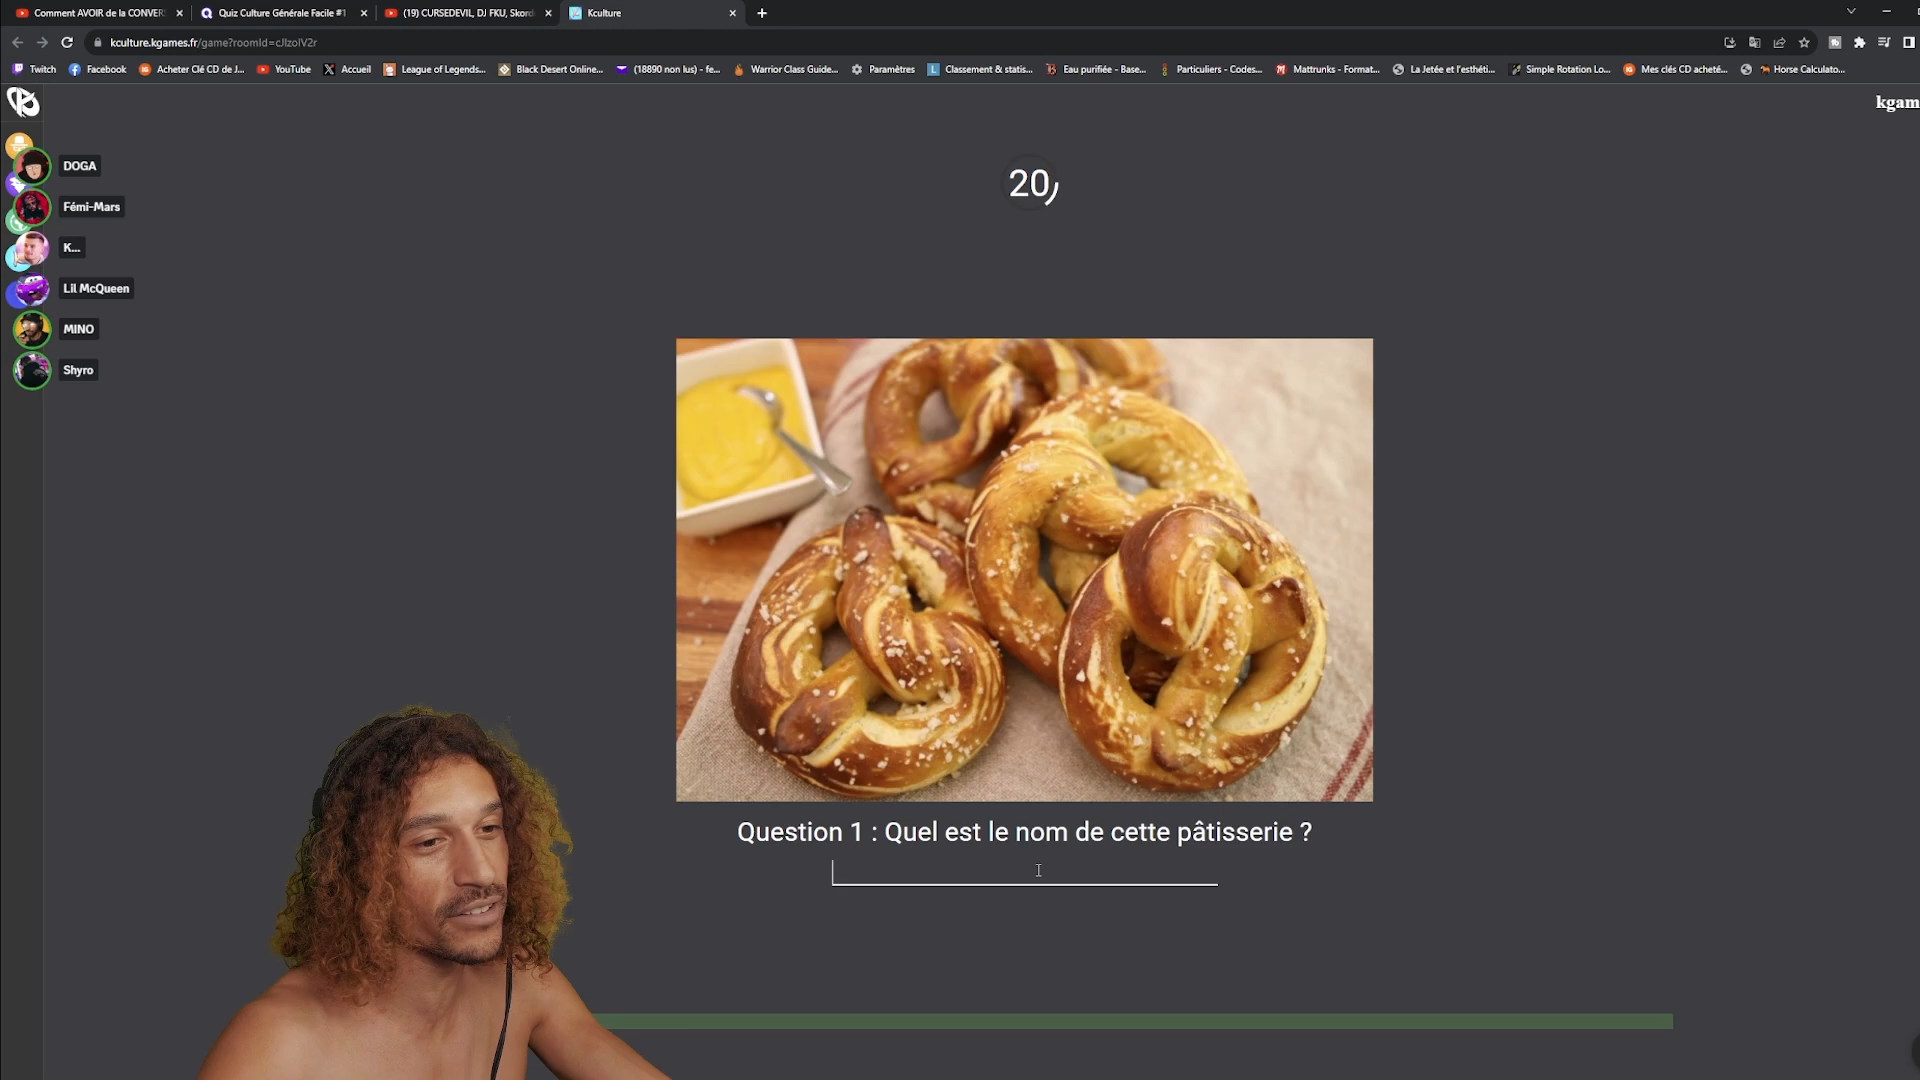 Comment AVOIR de la CONVER
Quiz Culture Générale Facile #1
(19) CURSEDEVIL, DJ FKU, Skord
Kculture
kculture.kgames.fr/game?roomId=cJIzoIV2r
Twitch
Facebook
Acheter Clé CD de J...
YouTube
Accueil
League of Legends...
Black Desert Online...
(18890 non lus) - fe...
Warrior Class Guide...
Paramètres
Classement & statis...
Eau purifiée - Base...
Particuliers - Codes...
Mattrunks - Format...
La Jetée et l'esthéti...
Simple Rotation Lo...
Mes clés CD acheté...
Horse Calculato...
kgam
DOGA
Fémi-Mars
K...
Lil McQueen
MINO
Shyro
20
Question 1 : Quel est le nom de cette pâtisserie ?